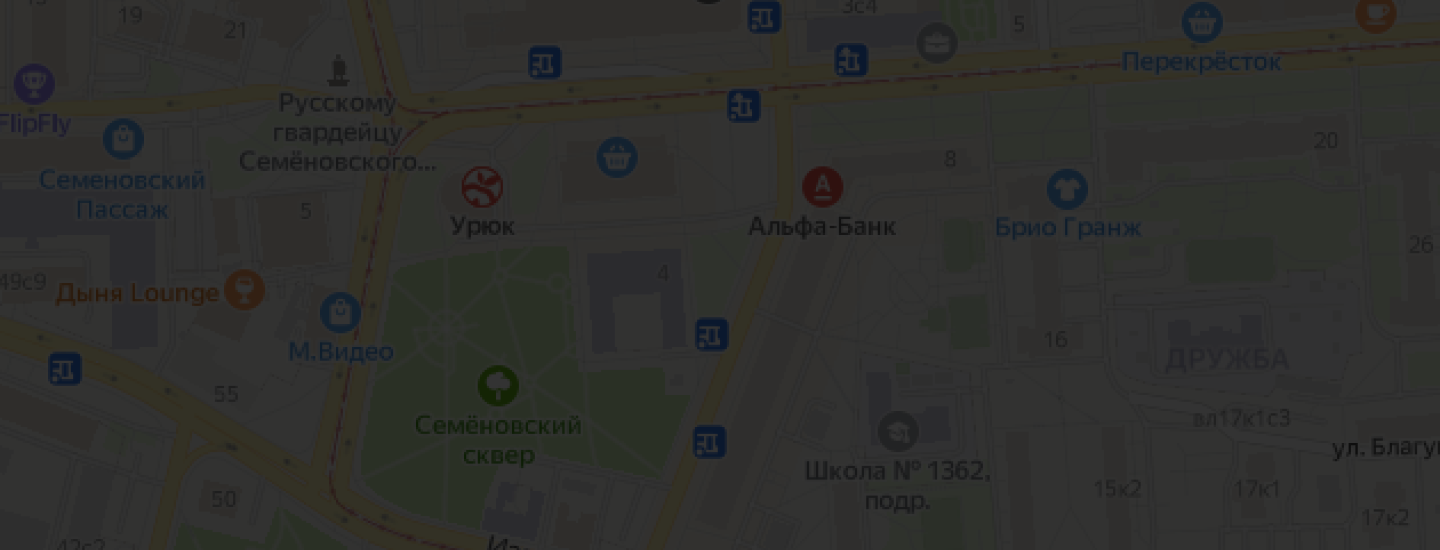 19
21
3с4
5
Перекрёсток
FlipFly
Русскому
гвардейцу
Семёновского...
Семеновский
Пассаж
5
Урюк
8
20
Альфа-Банк
Брио Гранж
26
49с9
Дыня Lounge
4
М.Видео
16
ДРУЖБА
55
Семёновский
сквер
вл17к1с3
ул. Благу
Школа № 1362,
подр.
50
15к2
17к1
17к2